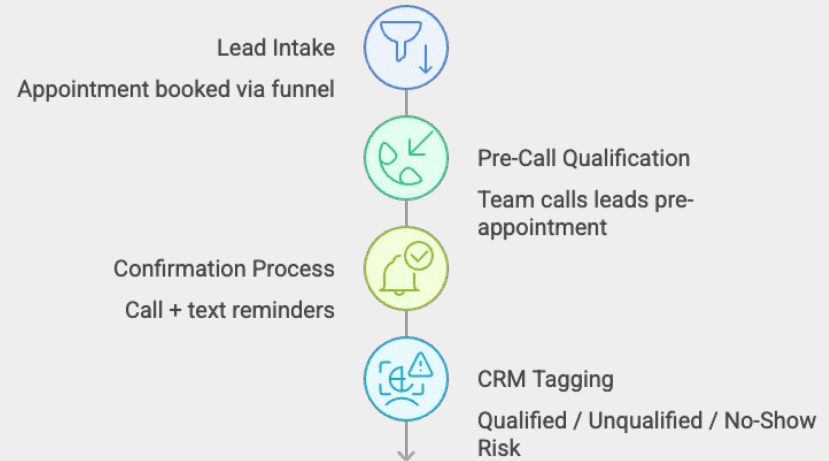 Lead Intake
Appointment booked via funnel
Pre-Call Qualification
Team calls leads pre-
appointment
Confirmation Process
Call + text reminders
CRM Tagging
Qualified / Unqualified / No-Show
Risk